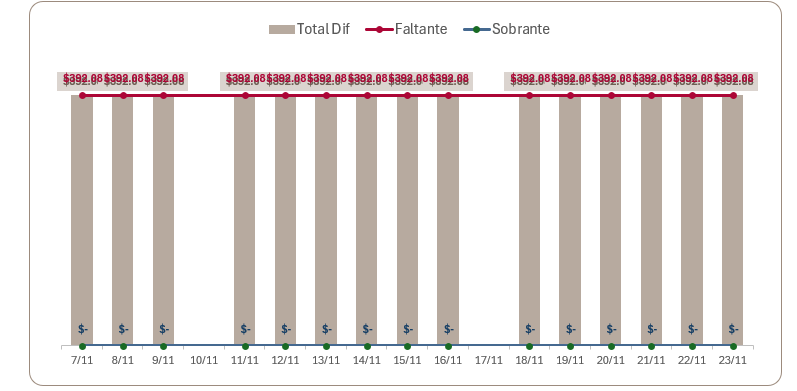 Total Dif Faltante Sobrante
$392.08 $392.08 $392.08 $392.08 $392.08 $392.08 $392.08 $392.08 $392.08 $392.08 $392.08 $392.08 $392.08 $392.08 $392.08
$- $- $- $- $- $- $- $- $- $- $- $- $- $- $-
7/11 8/11 9/11 10/11 11/11 12/11 13/11 14/11 15/11 16/11 17/11 18/11 19/11 20/11 21/11 22/11 23/11